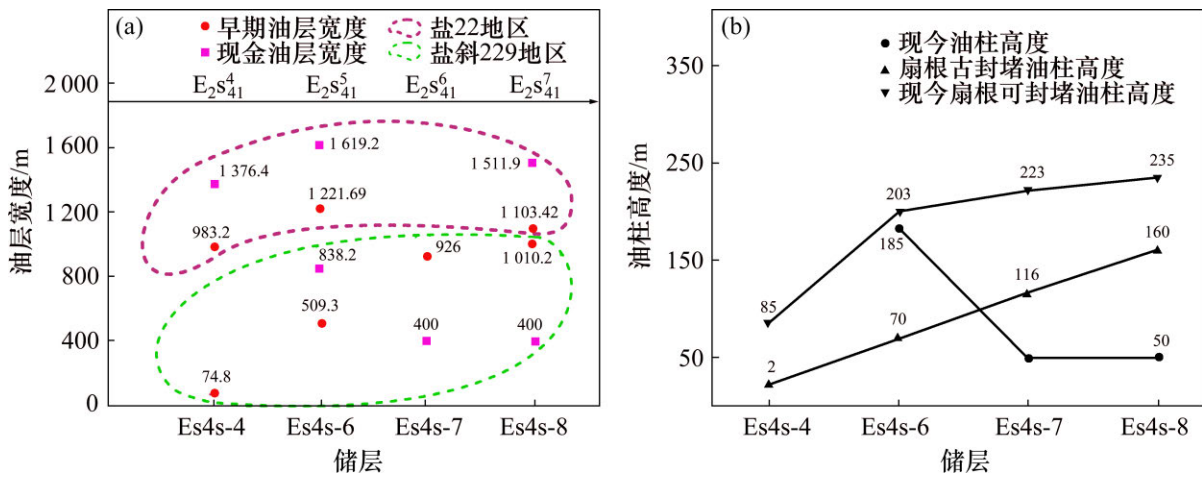 (a)
早期油层宽度
盐22地区
现金油层宽度
盐斜229地区
2 000
1 600
1200
800
400
0
油层宽度/m
E₂s⁴₄₁
E₂s⁵₄₁
E₂s⁶₄₁
E₂s⁷₄₁
1 376.4
1 619.2
1 511.9
983.2
1 221.69
1 103.42
838.2
926
1 010.2
509.3
400
400
74.8
Es4s-4
Es4s-6
Es4s-7
Es4s-8
储层
(b)
现今油柱高度
扇根古封堵油柱高度
现今扇根可封堵油柱高度
350
250
150
50
油柱高度/m
85
203
223
235
185
2
70
116
160
50
Es4s-4
Es4s-6
Es4s-7
Es4s-8
储层